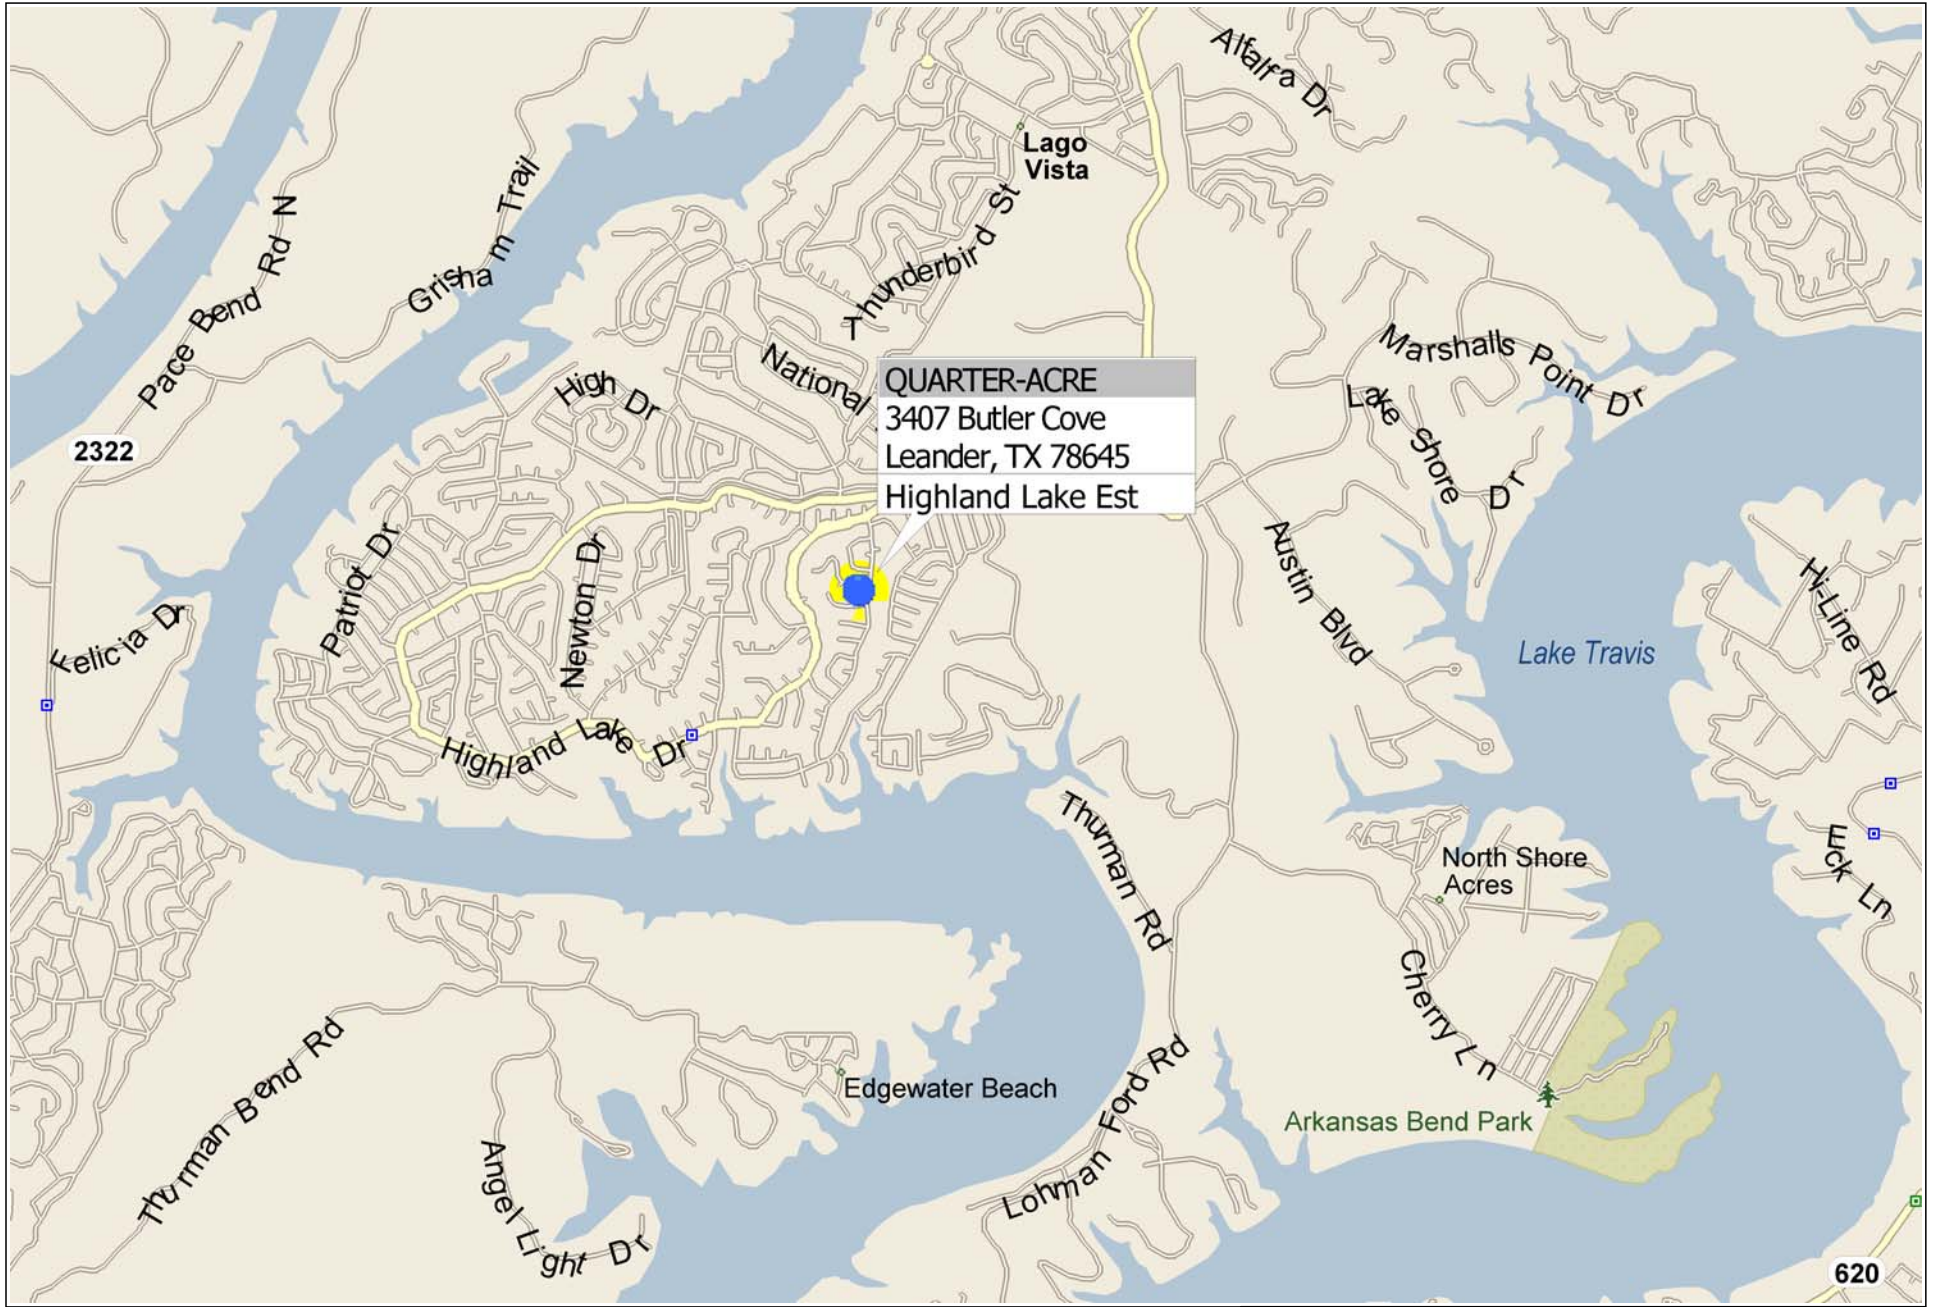 Alfalfa Dr
Lago
Vista
Pace Bend Rd N
Grisham Trail
Thunderbird St
National
High Dr
QUARTER-ACRE
3407 Butler Cove
Leander, TX 78645
Highland Lake Est
Marshalls Point Dr
Lake Shore Dr
2322
Patriot Dr
Newton Dr
Austin Blvd
Hi-Line Rd
Felicia Dr
Lake Travis
Highland Lake Dr
Thurman Rd
North Shore
Acres
Eck Ln
Cherry Ln
Thurman Bend Rd
Edgewater Beach
Lohman Ford Rd
Arkansas Bend Park
Angel Light Dr
620